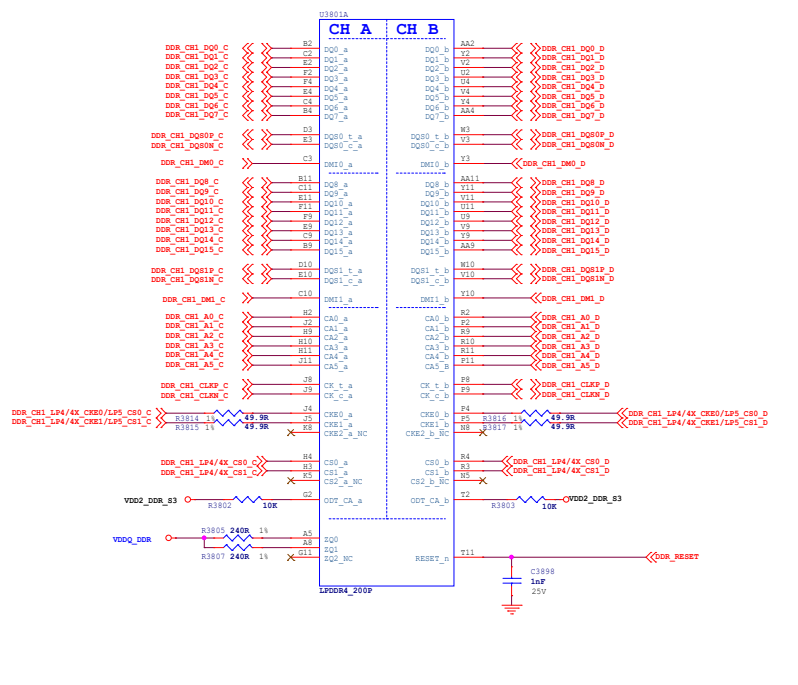 U3801A
CH A CH B
DDR_CH1_DQ0_C B2 DQ0_a DQ0_b AA2 DDR_CH1_DQ0_D
DDR_CH1_DQ1_C C2 DQ1_a DQ1_b Y2 DDR_CH1_DQ1_D
DDR_CH1_DQ2_C E2 DQ2_a DQ2_b V2 DDR_CH1_DQ2_D
DDR_CH1_DQ3_C F2 DQ3_a DQ3_b U2 DDR_CH1_DQ3_D
DDR_CH1_DQ4_C F4 DQ4_a DQ4_b U4 DDR_CH1_DQ4_D
DDR_CH1_DQ5_C E4 DQ5_a DQ5_b V4 DDR_CH1_DQ5_D
DDR_CH1_DQ6_C C4 DQ6_a DQ6_b Y4 DDR_CH1_DQ6_D
DDR_CH1_DQ7_C B4 DQ7_a DQ7_b AA4 DDR_CH1_DQ7_D
DDR_CH1_DQS0P_C D3 DQS0_t_a DQS0_t_b W3 DDR_CH1_DQS0P_D
DDR_CH1_DQS0N_C E3 DQS0_c_a DQS0_c_b V3 DDR_CH1_DQS0N_D
DDR_CH1_DM0_C C3 DMI0_a DMI0_b Y3 DDR_CH1_DM0_D
DDR_CH1_DQ8_C B11 DQ8_a DQ8_b AA11 DDR_CH1_DQ8_D
DDR_CH1_DQ9_C C11 DQ9_a DQ9_b Y11 DDR_CH1_DQ9_D
DDR_CH1_DQ10_C E11 DQ10_a DQ10_b V11 DDR_CH1_DQ10_D
DDR_CH1_DQ11_C F11 DQ11_a DQ11_b U11 DDR_CH1_DQ11_D
DDR_CH1_DQ12_C F9 DQ12_a DQ12_b U9 DDR_CH1_DQ12_D
DDR_CH1_DQ13_C E9 DQ13_a DQ13_b V9 DDR_CH1_DQ13_D
DDR_CH1_DQ14_C C9 DQ14_a DQ14_b Y9 DDR_CH1_DQ14_D
DDR_CH1_DQ15_C B9 DQ15_a DQ15_b AA9 DDR_CH1_DQ15_D
DDR_CH1_DQS1P_C D10 DQS1_t_a DQS1_t_b W10 DDR_CH1_DQS1P_D
DDR_CH1_DQS1N_C E10 DQS1_c_a DQS1_c_b V10 DDR_CH1_DQS1N_D
DDR_CH1_DM1_C C10 DMI1_a DMI1_b Y10 DDR_CH1_DM1_D
DDR_CH1_A0_C H2 CA0_a CA0_b R2 DDR_CH1_A0_D
DDR_CH1_A1_C J2 CA1_a CA1_b P2 DDR_CH1_A1_D
DDR_CH1_A2_C H9 CA2_a CA2_b R9 DDR_CH1_A2_D
DDR_CH1_A3_C H10 CA3_a CA3_b R10 DDR_CH1_A3_D
DDR_CH1_A4_C H11 CA4_a CA4_b R11 DDR_CH1_A4_D
DDR_CH1_A5_C J11 CA5_a CA5_B P11 DDR_CH1_A5_D
DDR_CH1_CLKP_C J8 CK_t_a CK_t_b P8 DDR_CH1_CLKP_D
DDR_CH1_CLKN_C J9 CK_c_a CK_c_b P9 DDR_CH1_CLKN_D
DDR_CH1_LP4/4X_CKE0/LP5_CS0_C R3814 1% 49.9R J4 CKE0_a CKE0_b P4 R3816 1% 49.9R DDR_CH1_LP4/4X_CKE0/LP5_CS0_D
DDR_CH1_LP4/4X_CKE1/LP5_CS1_C R3815 1% 49.9R J5 CKE1_a CKE1_b P5 R3817 1% 49.9R DDR_CH1_LP4/4X_CKE1/LP5_CS1_D
K8 CKE2_a_NC CKE2_b_NC N8
DDR_CH1_LP4/4X_CS0_C H4 CS0_a CS0_b R4 DDR_CH1_LP4/4X_CS0_D
DDR_CH1_LP4/4X_CS1_C H3 CS1_a CS1_b R3 DDR_CH1_LP4/4X_CS1_D
K5 CS2_a_NC CS2_b_NC N5
VDD2_DDR_S3 R3802 10K G2 ODT_CA_a ODT_CA_b T2 R3803 10K VDD2_DDR_S3
VDDQ_DDR R3805 240R 1% A5 ZQ0
R3807 240R 1% A8 ZQ1
G11 ZQ2_NC RESET_n T11 DDR_RESET
C3898
1nF
25V
LPDDR4_200P